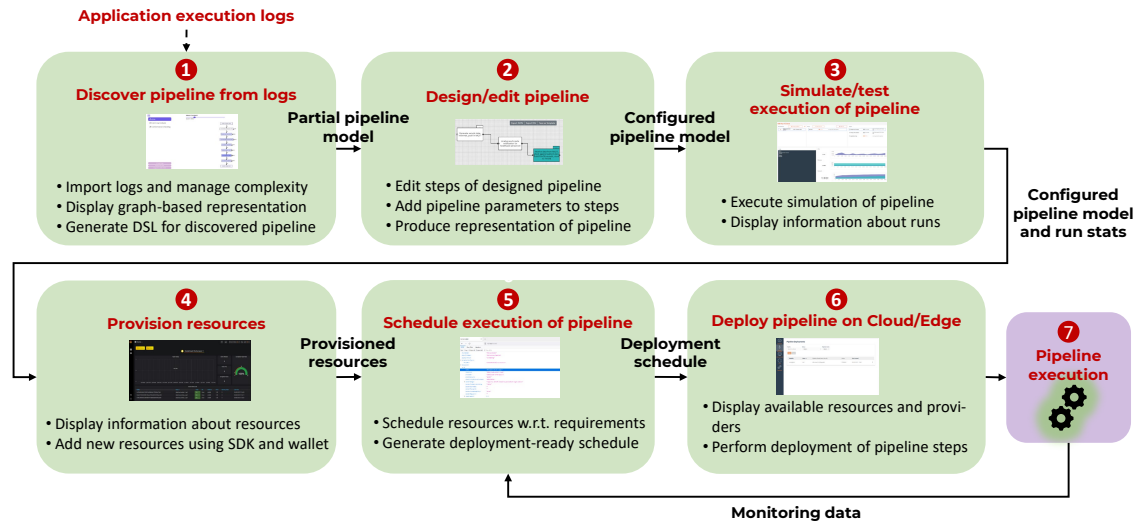 Application execution logs
1
Discover pipeline from logs
• Import logs and manage complexity
• Display graph-based representation
• Generate DSL for discovered pipeline
Partial pipeline
model
2
Design/edit pipeline
• Edit steps of designed pipeline
• Add pipeline parameters to steps
• Produce representation of pipeline
Configured
pipeline model
3
Simulate/test
execution of pipeline
• Execute simulation of pipeline
• Display information about runs
Configured
pipeline model
and run stats
4
Provision resources
• Display information about resources
• Add new resources using SDK and wallet
Provisioned
resources
5
Schedule execution of pipeline
• Schedule resources w.r.t. requirements
• Generate deployment-ready schedule
Deployment
schedule
6
Deploy pipeline on Cloud/Edge
• Display available resources and provi-
ders
• Perform deployment of pipeline steps
7
Pipeline
execution
Monitoring data